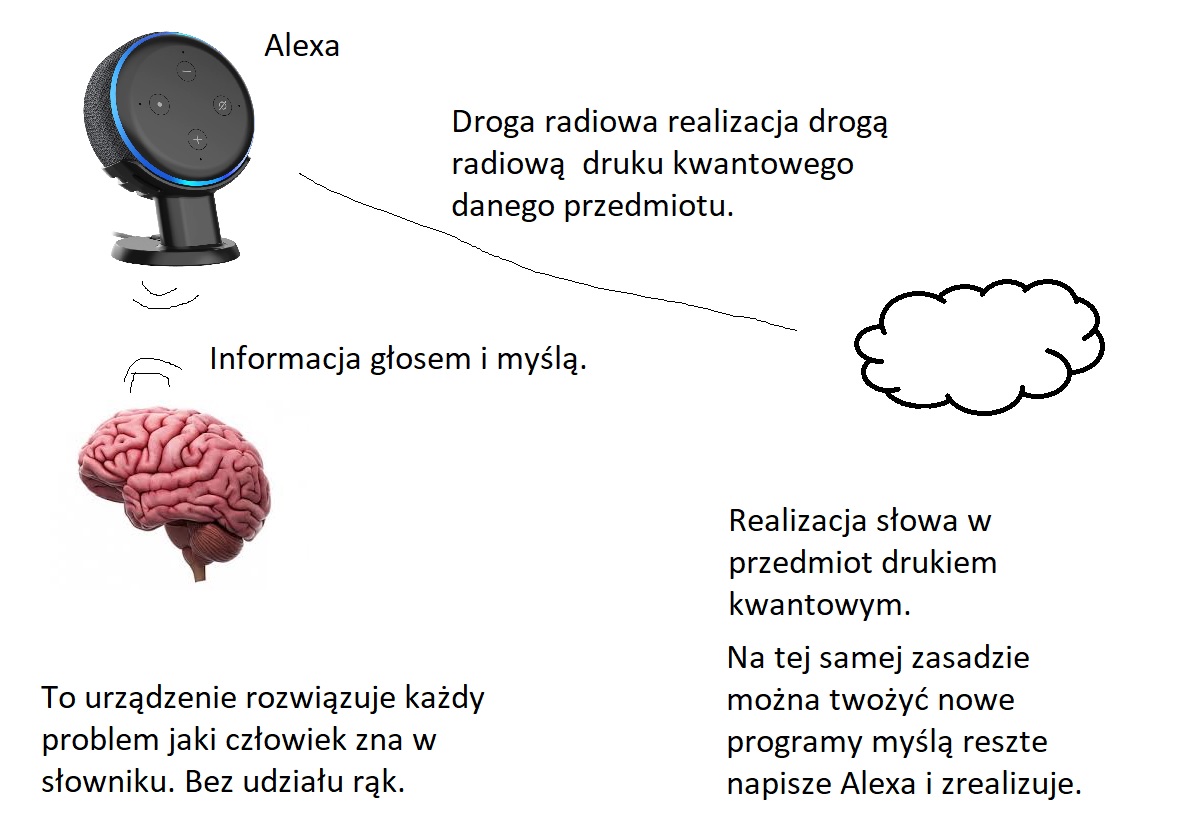 Alexa
Droga radiowa realizacja drogą
radiową  druku kwantowego
danego przedmiotu.
Informacja głosem i myślą.
Realizacja słowa w
przedmiot drukiem
kwantowym.
Na tej samej zasadzie
można twożyć nowe
programy myślą reszte
napisze Alexa i zrealizuje.
To urządzenie rozwiązuje każdy
problem jaki człowiek zna w
słowniku. Bez udziału rąk.